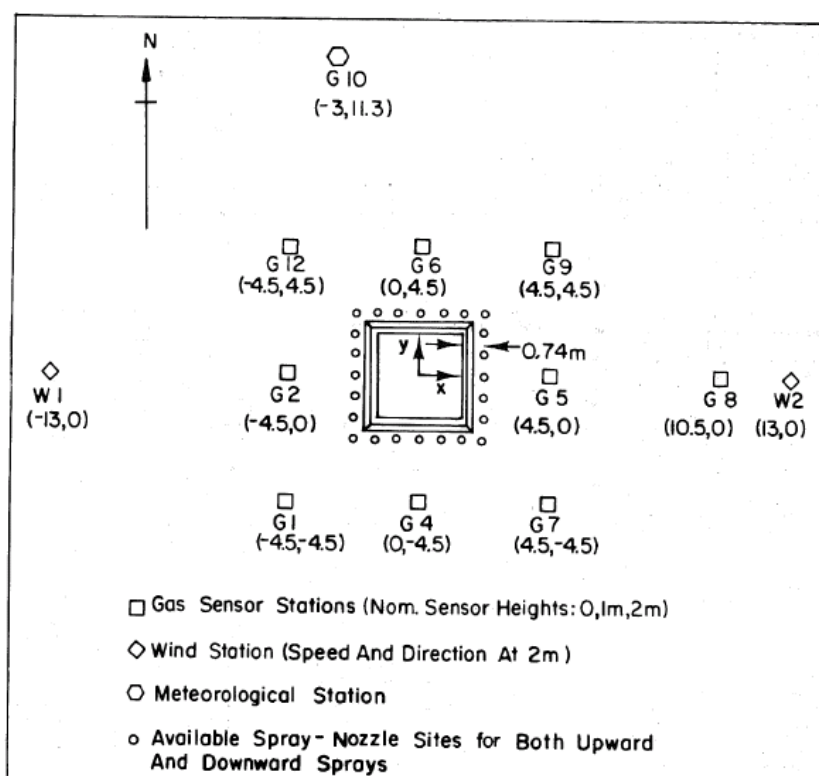 N
G 10
(-3,11.3)
G 12
(-4.5,4.5)
G 6
(0,4.5)
G 9
(4.5,4.5)
y
0.74m
x
W 1
(-13,0)
G 2
(-4.5,0)
G 5
(4.5,0)
G 8
(10.5,0)
W2
(13,0)
G1
(-4.5,-4.5)
G 4
(0,-4.5)
G 7
(4.5,-4.5)
Gas Sensor Stations (Nom. Sensor Heights: 0,1m,2m)
Wind Station (Speed And Direction At 2m)
Meteorological Station
Available Spray-Nozzle Sites for Both Upward
And Downward Sprays